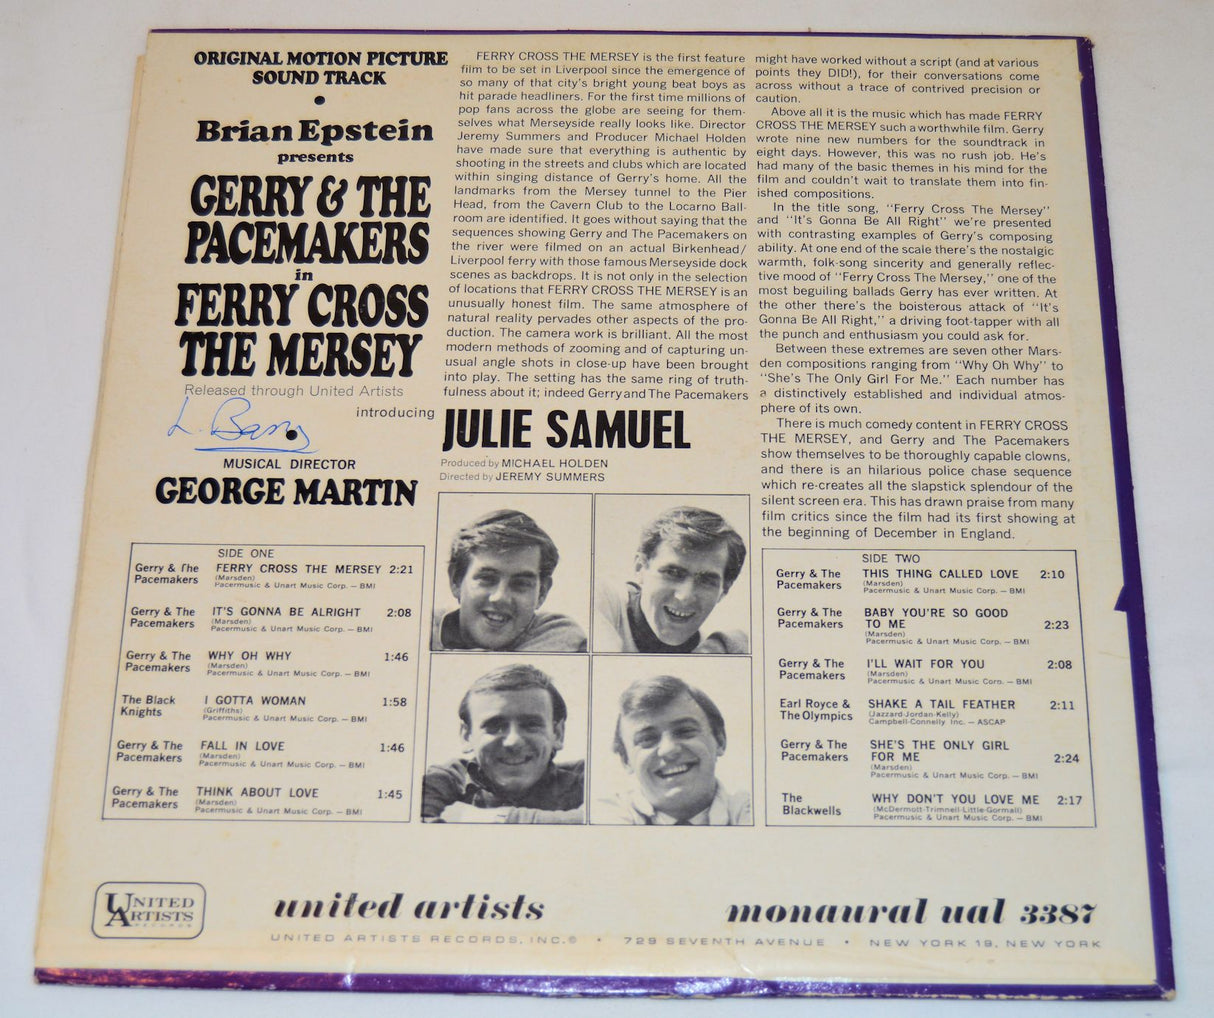 ORIGINAL MOTION PICTURE
SOUND TRACK
Brian Epstein
presents
GERRY & THE
PACEMAKERS
in
FERRY CROSS
THE MERSEY
Released through United Artists
introducing
JULIE SAMUEL
L. Barry
MUSICAL DIRECTOR
GEORGE MARTIN
Produced by MICHAEL HOLDEN
Directed by JEREMY SUMMERS
FERRY CROSS THE MERSEY is the first feature
film to be set in Liverpool since the emergence of
so many of that city's bright young beat boys as
hit parade headliners. For the first time millions of
pop fans across the globe are seeing for them-
selves what Merseyside really looks like. Director
Jeremy Summers and Producer Michael Holden
have made sure that everything is authentic by
shooting in the streets and clubs which are located
within singing distance of Gerry's home. All the
landmarks from the Mersey tunnel to the Pier
Head, from the Cavern Club to the Locarno Ball-
room are identified. It goes without saying that the
sequences showing Gerry and The Pacemakers on
the river were filmed on an actual Birkenhead/
Liverpool ferry with those famous Merseyside dock
scenes as backdrops. It is not only in the selection
of locations that FERRY CROSS THE MERSEY is an
unusually honest film. The same atmosphere of
natural reality pervades other aspects of the pro-
duction. The camera work is brilliant. All the most
modern methods of zooming and of capturing un-
usual angle shots in close-up have been brought
into play. The setting has the same ring of truth-
fulness about it; indeed Gerry and The Pacemakers
might have worked without a script (and at various
points they DID!), for their conversations come
across without a trace of contrived precision or
caution.
Above all it is the music which has made FERRY
CROSS THE MERSEY such a worthwhile film. Gerry
wrote nine new numbers for the soundtrack in
eight days. However, this was no rush job. He's
had many of the basic themes in his mind for the
film and couldn't wait to translate them into fin-
ished compositions.
In the title song, "Ferry Cross The Mersey"
and "It's Gonna Be All Right" we're presented
with contrasting examples of Gerry's composing
ability. At one end of the scale there's the nostalgic
warmth, folk-song sincerity and generally reflec-
tive mood of "Ferry Cross The Mersey," one of the
most beguiling ballads Gerry has ever written. At
the other there's the boisterous attack of "It's
Gonna Be All Right," a driving foot-tapper with all
the punch and enthusiasm you could ask for.
Between these extremes are seven other Mars-
den compositions ranging from "Why Oh Why" to
"She's The Only Girl For Me." Each number has
a distinctively established and individual atmos-
phere of its own.
There is much comedy content in FERRY CROSS
THE MERSEY, and Gerry and The Pacemakers
show themselves to be thoroughly capable clowns,
and there is an hilarious police chase sequence
which re-creates all the slapstick splendour of the
silent screen era. This has drawn praise from many
film critics since the film had its first showing at
the beginning of December in England.
SIDE ONE
Gerry & The Pacemakers FERRY CROSS THE MERSEY 2:21
(Marsden)
Pacermusic & Unart Music Corp. — BMI
Gerry & The Pacemakers IT'S GONNA BE ALRIGHT 2:08
(Marsden)
Pacermusic & Unart Music Corp. — BMI
Gerry & The Pacemakers WHY OH WHY 1:46
(Marsden)
Pacermusic & Unart Music Corp. — BMI
The Black Knights I GOTTA WOMAN 1:58
(Griffiths)
Pacermusic & Unart Music Corp. — BMI
Gerry & The Pacemakers FALL IN LOVE 1:46
(Marsden)
Pacermusic & Unart Music Corp. — BMI
Gerry & The Pacemakers THINK ABOUT LOVE 1:45
(Marsden)
Pacermusic & Unart Music Corp. — BMI
SIDE TWO
Gerry & The Pacemakers THIS THING CALLED LOVE 2:10
(Marsden)
Pacermusic & Unart Music Corp. — BMI
Gerry & The Pacemakers BABY YOU'RE SO GOOD
TO ME 2:23
(Marsden)
Pacermusic & Unart Music Corp. — BMI
Gerry & The Pacemakers I'LL WAIT FOR YOU 2:08
(Marsden)
Pacermusic & Unart Music Corp. — BMI
Earl Royce & The Olympics SHAKE A TAIL FEATHER 2:11
(Jazzard-Jordan-Kelly)
Campbell-Connelly Inc. — ASCAP
Gerry & The Pacemakers SHE'S THE ONLY GIRL
FOR ME 2:24
(Marsden)
Pacermusic & Unart Music Corp. — BMI
The Blackwells WHY DON'T YOU LOVE ME 2:17
(McDermott-Trimnell-Little-Gormall)
Pacermusic & Unart Music Corp. — BMI
UNITED
ARTISTS
RECORDS
united artists
monaural ual 3387
UNITED ARTISTS RECORDS, INC.® • 729 SEVENTH AVENUE • NEW YORK 19, NEW YORK